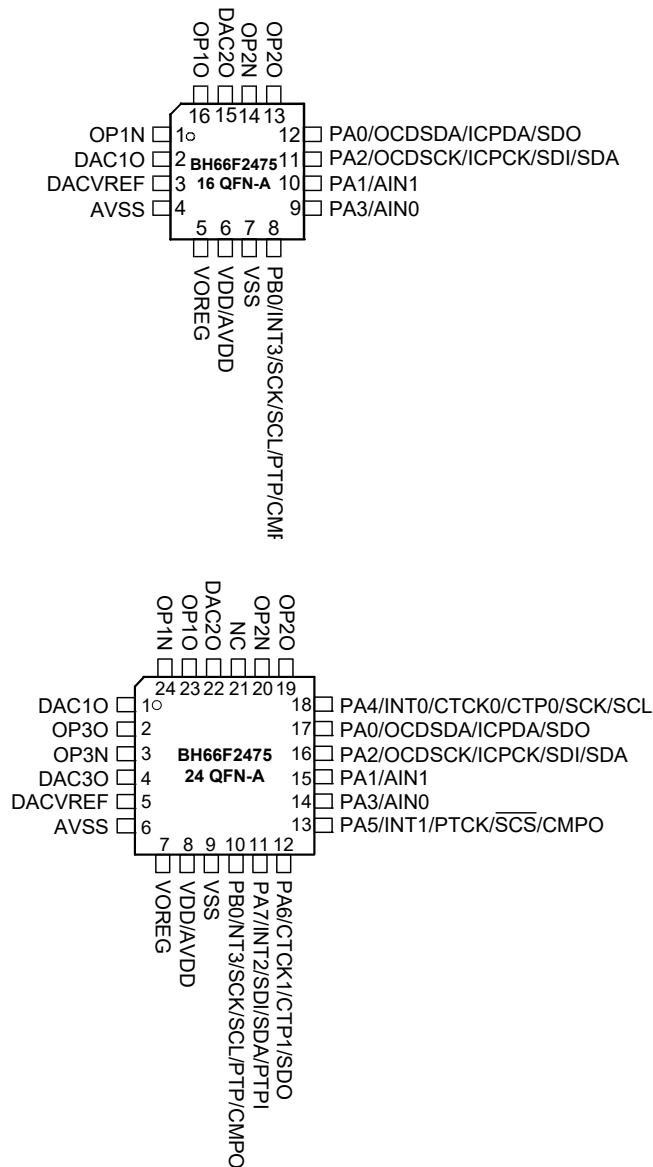 OP1O
DAC2O
OP2N
OP2O
16 15 14 13
OP1N 1 12 PA0/OCDSDA/ICPDA/SDO
DAC1O 2 BH66F2475 11 PA2/OCDSCK/ICPCK/SDI/SDA
DACVREF 3 16 QFN-A 10 PA1/AIN1
AVSS 4 9 PA3/AIN0
5 6 7 8
VOREG
VDD/AVDD
VSS
PB0/INT3/SCK/SCL/PTP/CMF
OP1N
OP1O
DAC2O
NC
OP2N
OP2O
24 23 22 21 20 19
DAC1O 1 18 PA4/INT0/CTCK0/CTP0/SCK/SCL
OP3O 2 17 PA0/OCDSDA/ICPDA/SDO
OP3N 3 BH66F2475 16 PA2/OCDSCK/ICPCK/SDI/SDA
DAC3O 4 24 QFN-A 15 PA1/AIN1
DACVREF 5 14 PA3/AIN0
AVSS 6 13 PA5/INT1/PTCK/SCS/CMPO
7 8 9 10 11 12
VOREG
VDD/AVDD
VSS
PB0/NT3/SCK/SCL/PTP/CMPO
PA7/INT2/SDI/SDA/PTPI
PA6/CTCK1/CTP1/SDO